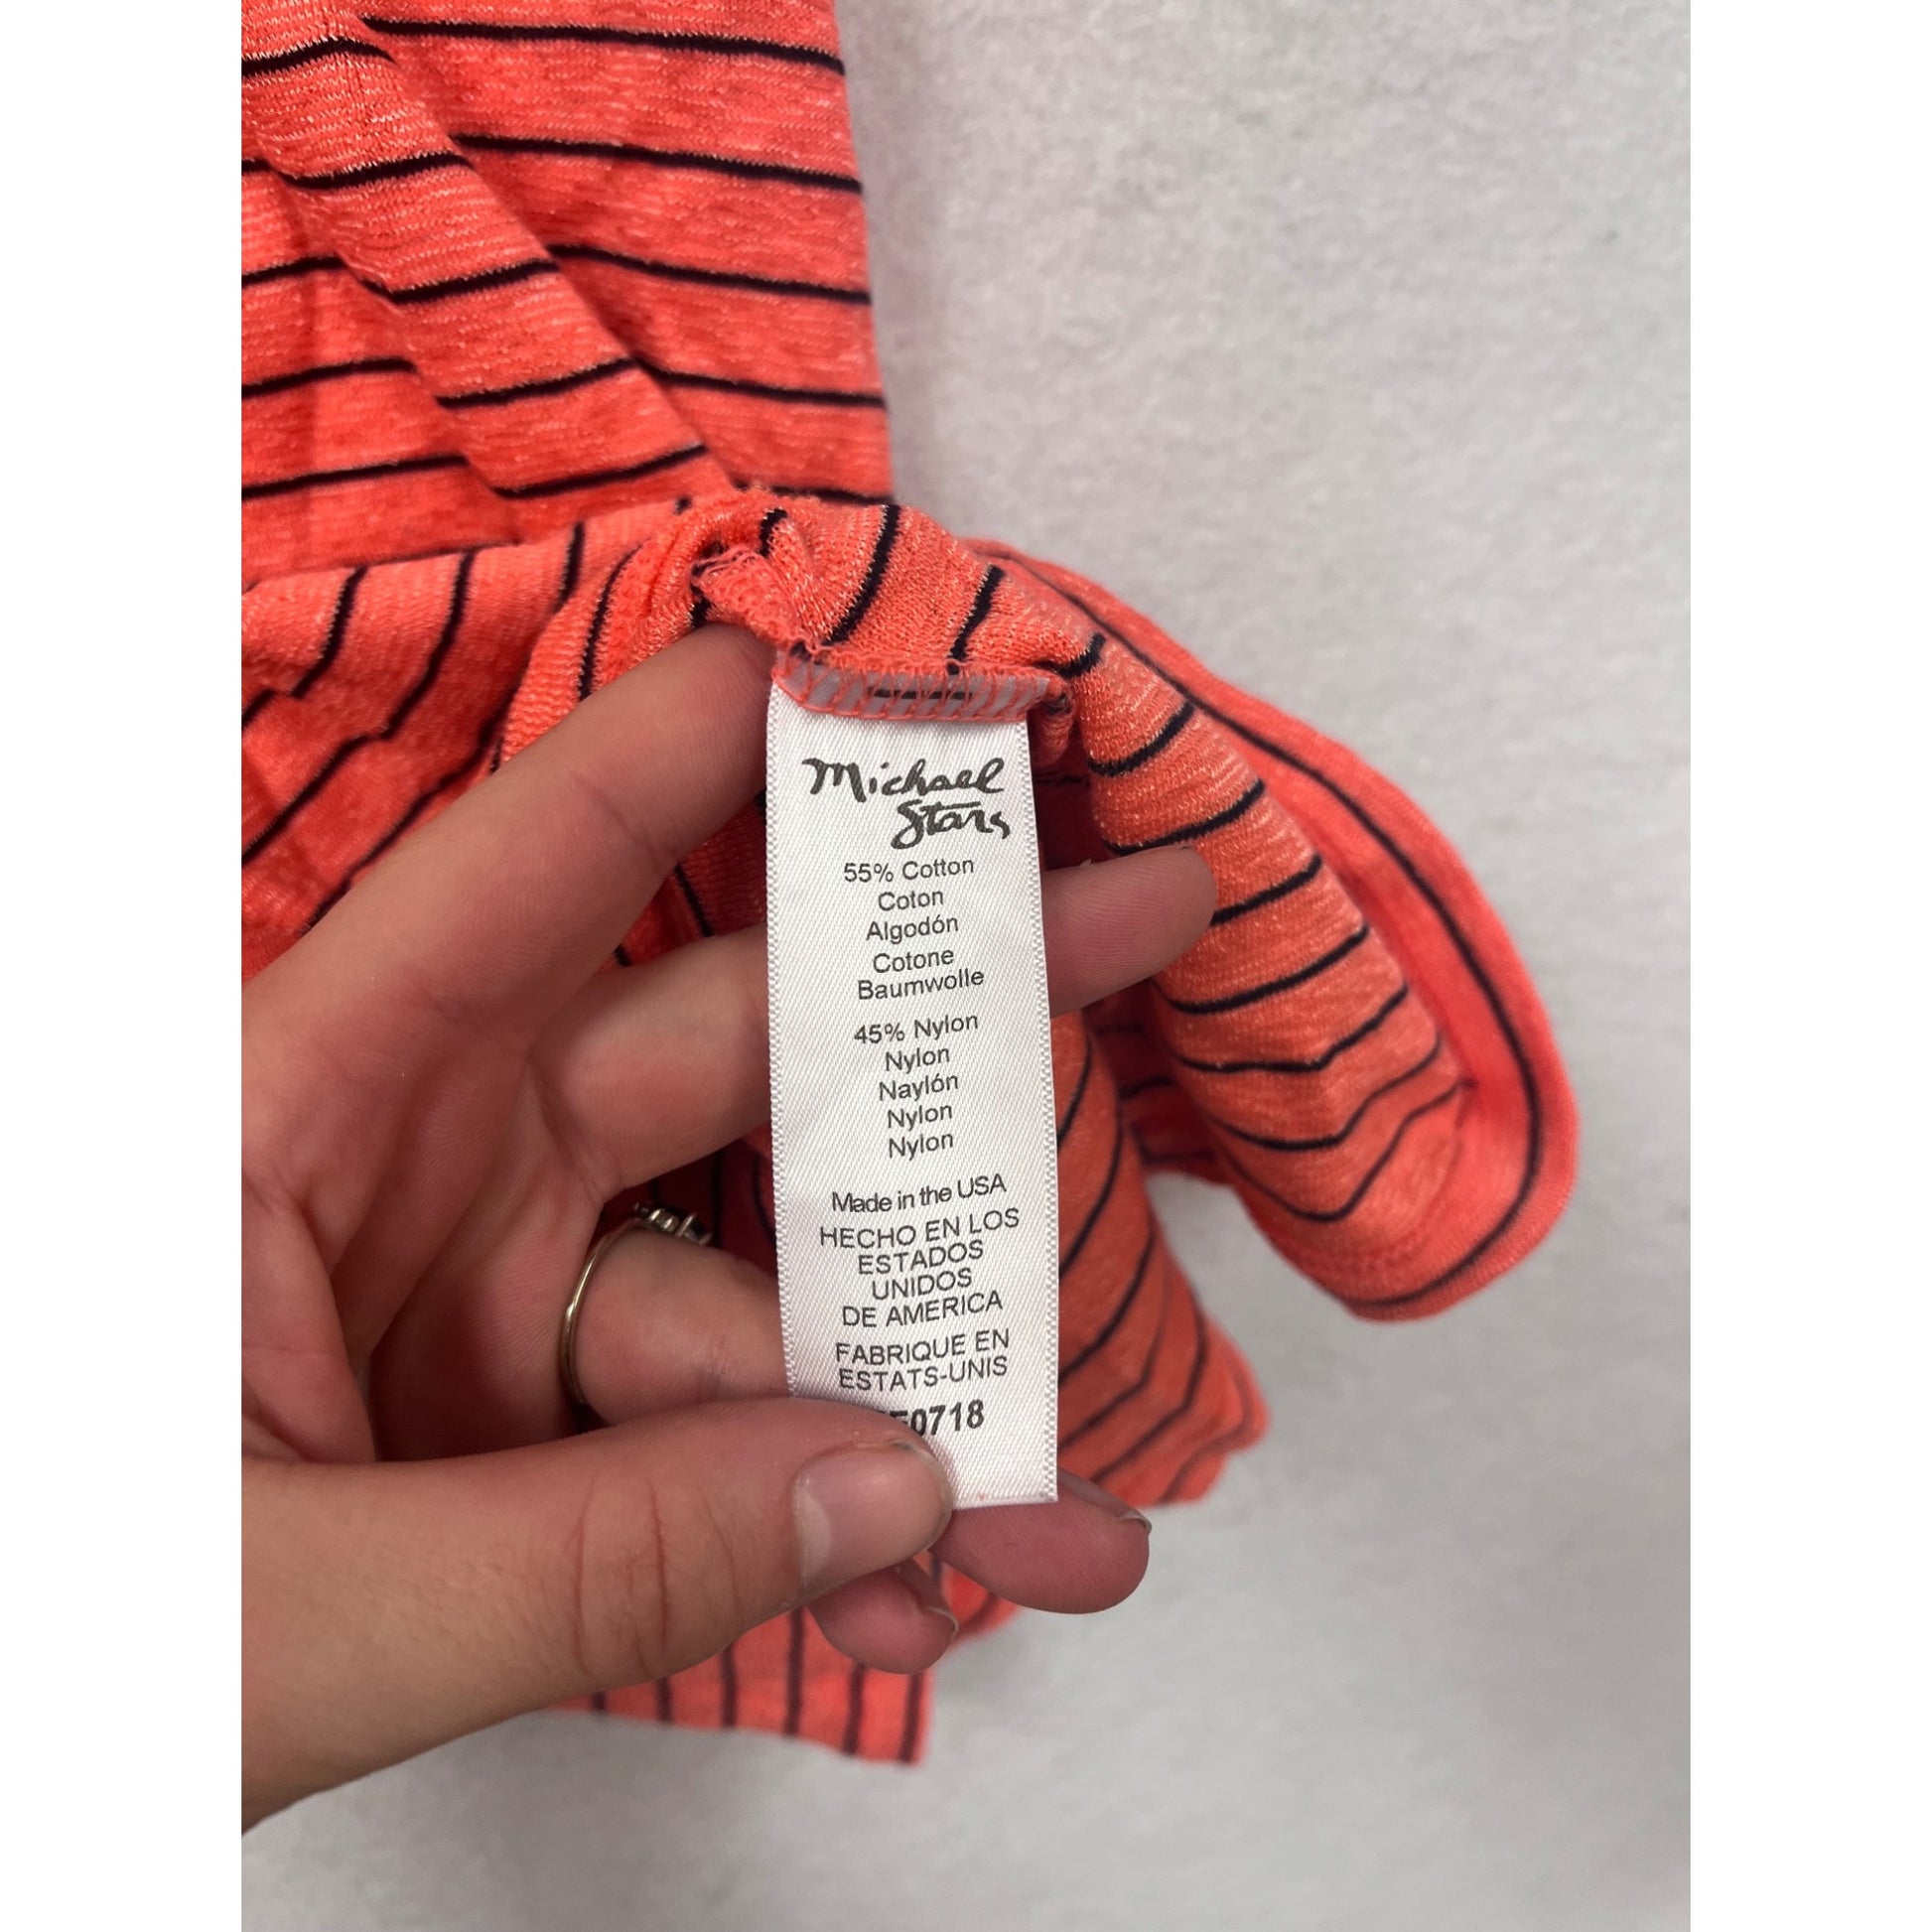 Michael
Stars
55% Cotton
Coton
Algodón
Cotone
Baumwolle
45% Nylon
Nylon
Naylón
Nylon
Nylon
Made in the USA
HECHO EN LOS
ESTADOS
UNIDOS
DE AMERICA
FABRIQUE EN
ESTATS-UNIS